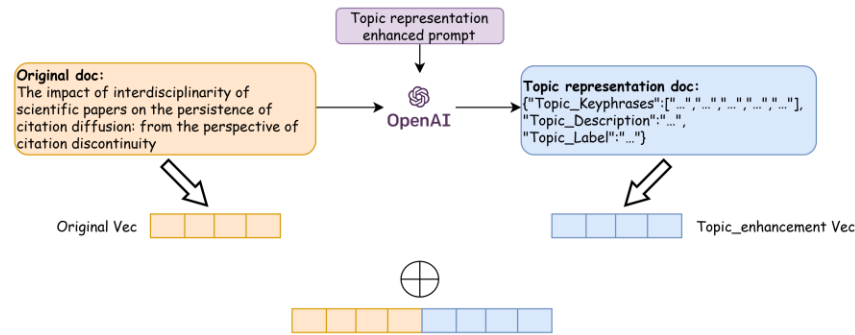 Topic representation
enhanced prompt
Original doc:
The impact of interdisciplinarity of
scientific papers on the persistence of
citation diffusion: from the perspective of
citation discontinuity
OpenAI
Topic representation doc:
{"Topic_Keyphrases":["...","...","...","...","..."],
"Topic_Description":"...",
"Topic_Label":"..."}
Original Vec
Topic_enhancement Vec